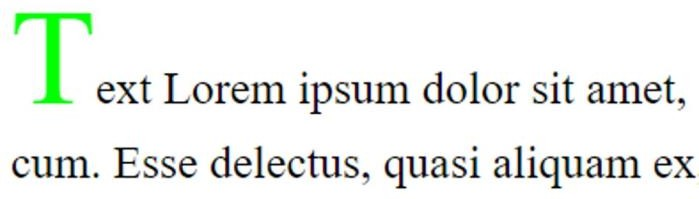 Text Lorem ipsum dolor sit amet,
cum. Esse delectus, quasi aliquam ex